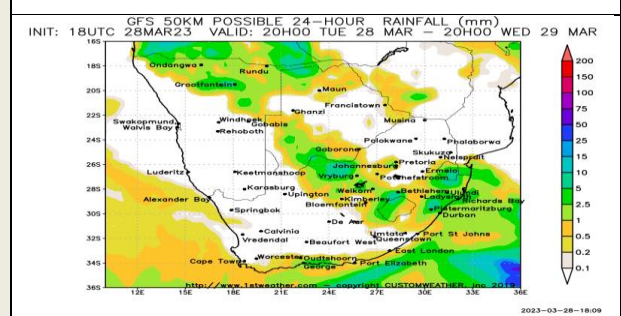 GFS 50KM POSSIBLE 24-HOUR RAINFALL (mm)
INIT: 18UTC 28MAR23 VALID: 20H00 TUE 28 MAR - 20H00 WED 29 MAR
16S
18S
20S
22S
24S
26S
28S
30S
32S
34S
36S
Ondangwa
Rundu
Grootfontein
Maun
Francistown
Ghanzi
Swakopmund
Walvis Bay
Windhoek
Gobabis
Rehoboth
Musina
Polokwane
Phalaborwa
Gaborone
Skukuza
Pretoria
Nelspruit
Johannesburg
Luderitz
Keetmanshoop
Vryburg
Potchefstroom
Ermelo
Karasburg
Upington
Welkom
Bethlehem
Ulundi
Alexander Bay
Kimberley
Ladysmith
Richards Bay
Springbok
Bloemfontein
Pietermaritzburg
Durban
De Aar
Calvinia
Vredendal
Umtata
Port St Johns
Queenstown
Beaufort West
East London
Cape Town
Worcester
Oudtshoorn
George
Port Elizabeth
http://www.1stweather.com - copyright CUSTOMWEATHER, inc 2019
12E 15E 18E 21E 24E 27E 30E 33E 36E
200
150
100
75
50
25
15
10
5
2.5
1
0.5
0.2
0.1
2023-03-28-18:09